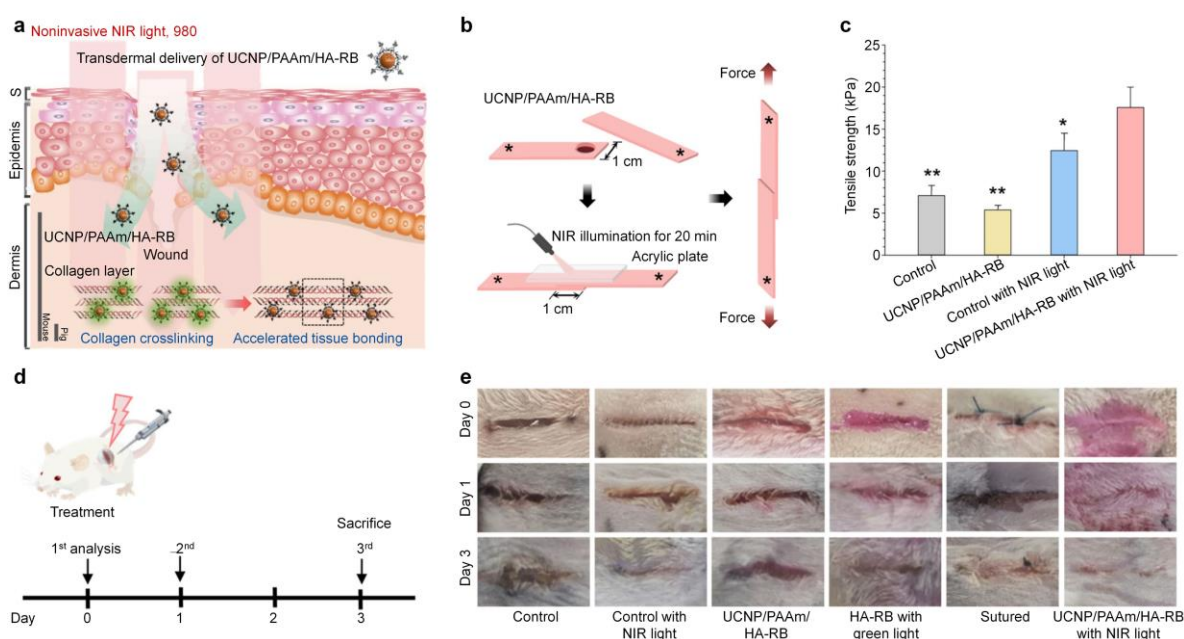 a
Noninvasive NIR light, 980
Transdermal delivery of UCNP/PAAm/HA-RB
S
Epidermis
Dermis
UCNP/PAAm/HA-RB
Wound
Collagen layer
Mouse
Pig
Collagen crosslinking
Accelerated tissue bonding
b
UCNP/PAAm/HA-RB
*
*
1 cm
NIR illumination for 20 min
Acrylic plate
*
*
1 cm
Force
*
*
Force
c
Tensile strength (kPa)
25
20
15
10
5
0
**
**
*
Control
UCNP/PAAm/HA-RB
Control with NIR light
UCNP/PAAm/HA-RB with NIR light
d
Treatment
Sacrifice
1st analysis
2nd
3rd
Day
0
1
2
3
e
Day 0
Day 1
Day 3
Control
Control with
NIR light
UCNP/PAAm/
HA-RB
HA-RB with
green light
Sutured
UCNP/PAAm/HA-RB
with NIR light